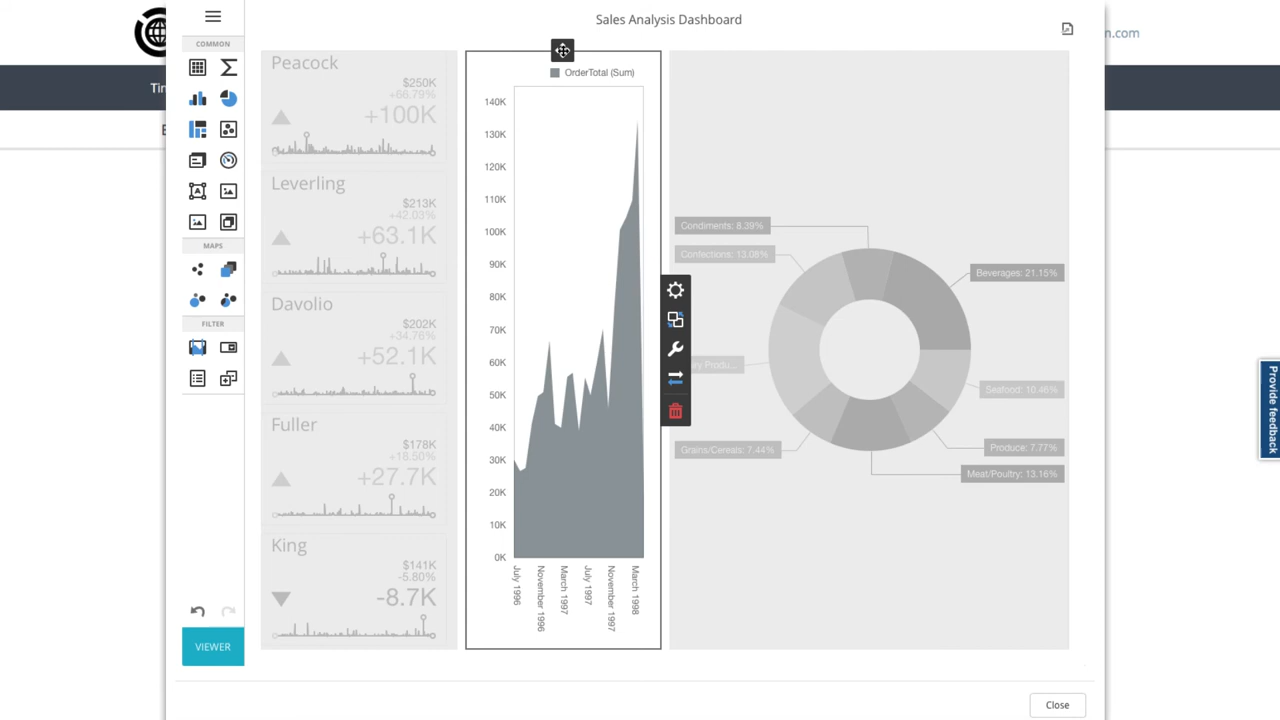 Sales Analysis Dashboard
n.com
Tin
E
COMMON
MAPS
FILTER
VIEWER
Peacock
$250K
+66.79%
+100K
Leverling
$213K
+42.03%
+63.1K
Davolio
$202K
+34.76%
+52.1K
Fuller
$178K
+18.50%
+27.7K
King
$141K
-5.80%
-8.7K
OrderTotal (Sum)
140K
130K
120K
110K
100K
90K
80K
70K
60K
50K
40K
30K
20K
10K
0K
July 1996
November 1996
March 1997
July 1997
November 1997
March 1998
Condiments: 8.39%
Confections: 13.08%
Beverages: 21.15%
ry Produ...
Seafood: 10.46%
Grains/Cereals: 7.44%
Produce: 7.77%
Meat/Poultry: 13.16%
Provide feedback
Close